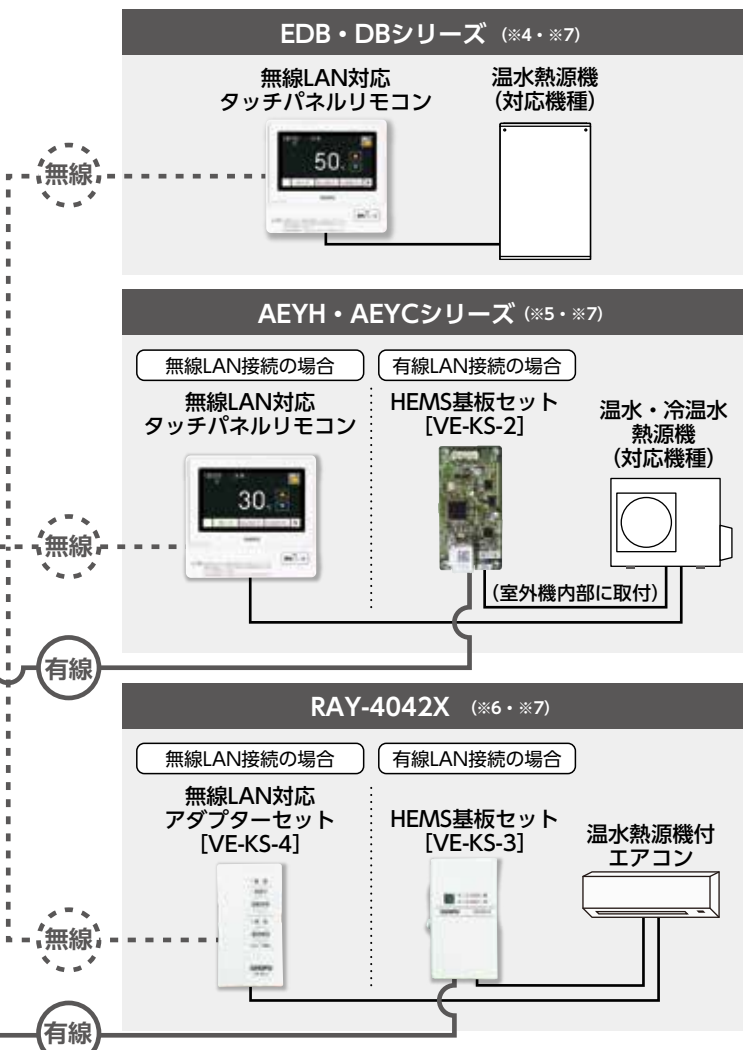 EDB・DBシリーズ (※4・※7)
無線LAN対応
タッチパネルリモコン
温水熱源機
(対応機種)
50
無線
AEYH・AEYCシリーズ (※5・※7)
無線LAN接続の場合
有線LAN接続の場合
無線LAN対応
タッチパネルリモコン
HEMS基板セット
[VE-KS-2]
温水・冷温水
熱源機
(対応機種)
30
無線
(室外機内部に取付)
有線
RAY-4042X (※6・※7)
無線LAN接続の場合
有線LAN接続の場合
無線LAN対応
アダプターセット
[VE-KS-4]
HEMS基板セット
[VE-KS-3]
温水熱源機付
エアコン
無線
有線